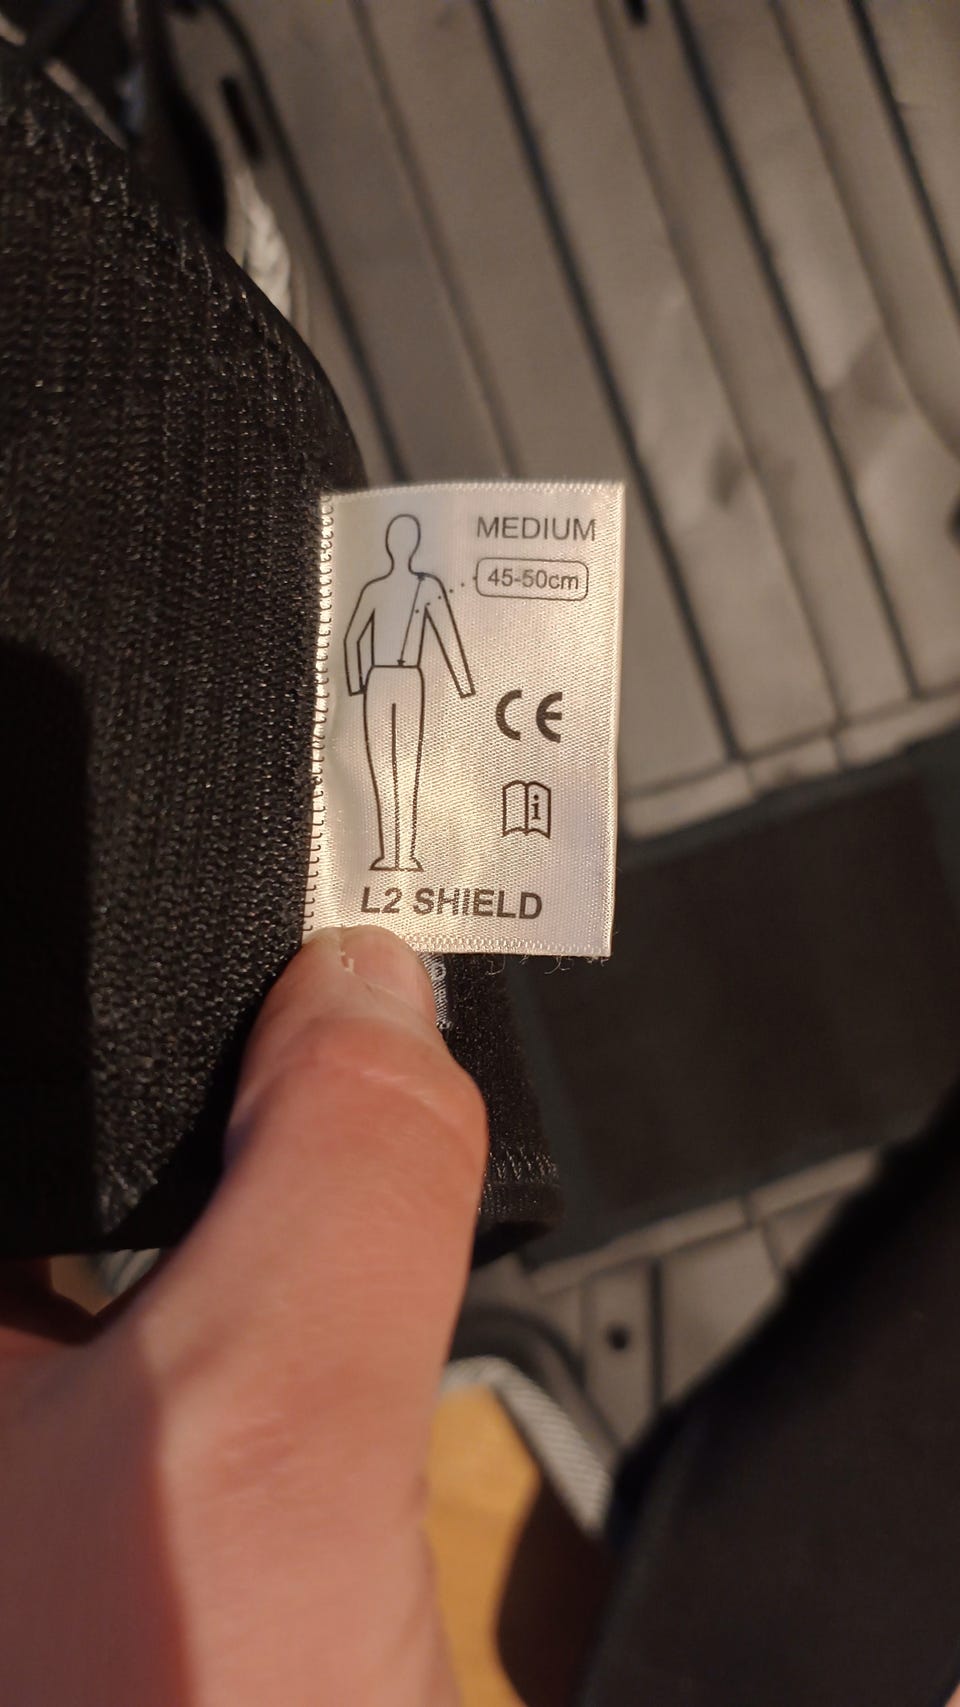 MEDIUM
45-50cm
CE
i
L2 SHIELD